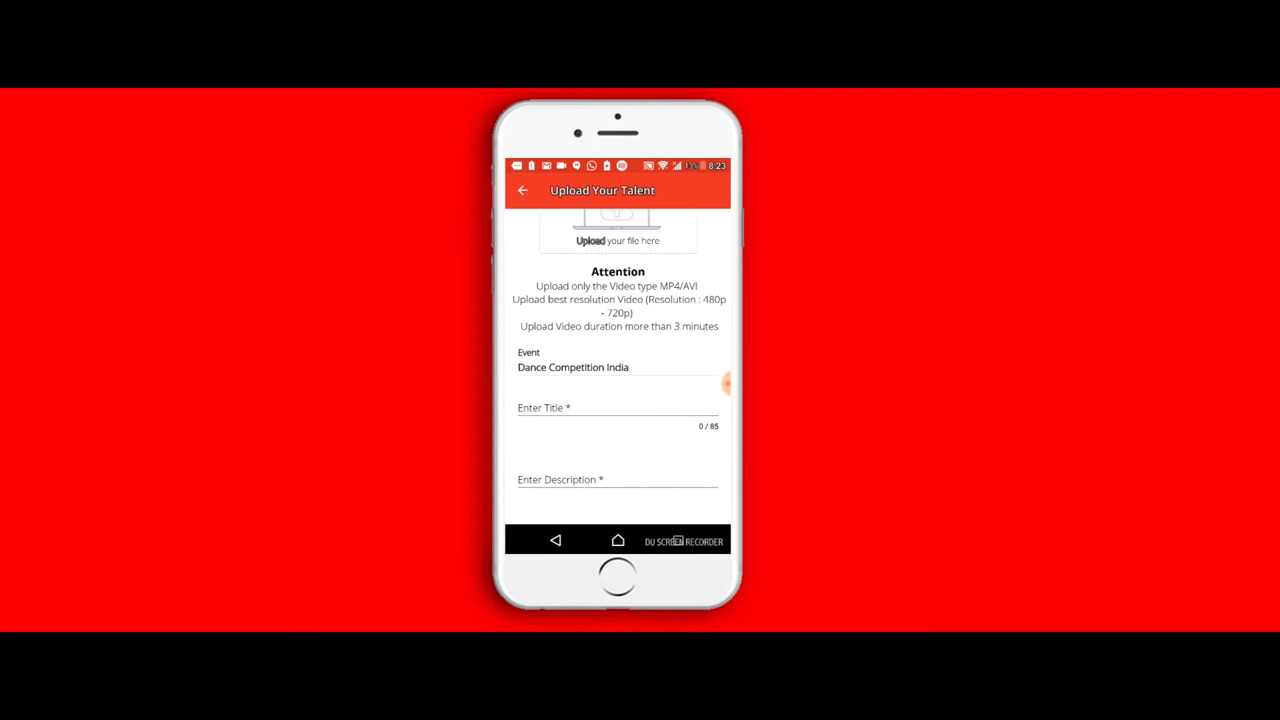 13% 8:23
Upload Your Talent
Upload your file here
Attention
Upload only the Video type MP4/AVI
Upload best resolution Video (Resolution : 480p
- 720p)
Upload Video duration more than 3 minutes
Event
Dance Competition India
Enter Title *
0 / 85
Enter Description *
DU SCREEN RECORDER